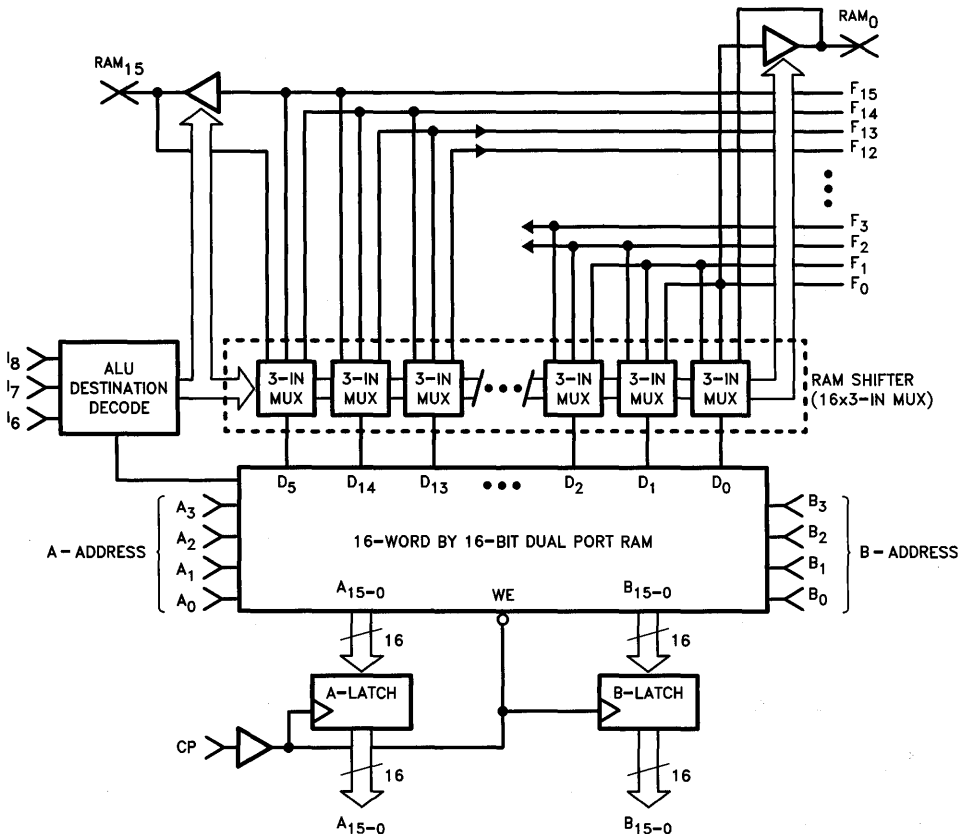 RAM0
RAM15
F15
F14
F13
F12
F3
F2
F1
F0
I8
I7
I6
ALU
DESTINATION
DECODE
3-IN
MUX
3-IN
MUX
3-IN
MUX
3-IN
MUX
3-IN
MUX
3-IN
MUX
RAM SHIFTER
(16x3-IN MUX)
D5
D14
D13
D2
D1
D0
A-ADDRESS
A3
A2
A1
A0
16-WORD BY 16-BIT DUAL PORT RAM
B3
B2
B1
B0
B-ADDRESS
A15-0
WE
B15-0
16
16
A-LATCH
B-LATCH
CP
16
16
A15-0
B15-0